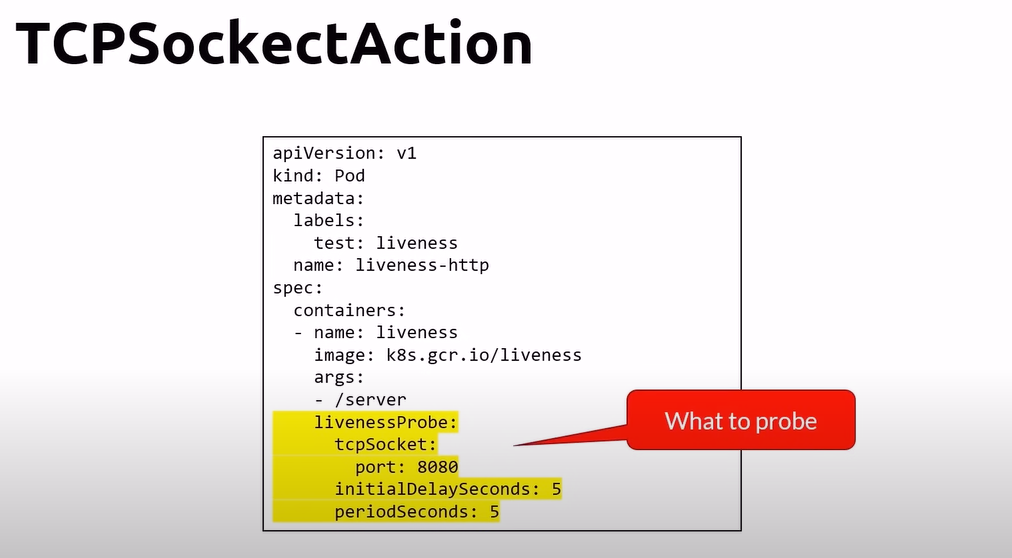 TCPSockectAction
apiVersion: v1
kind: Pod
metadata:
  labels:
    test: liveness
  name: liveness-http
spec:
  containers:
  - name: liveness
    image: k8s.gcr.io/liveness
    args:
    - /server
    livenessProbe:
      tcpSocket:
        port: 8080
      initialDelaySeconds: 5
      periodSeconds: 5
What to probe